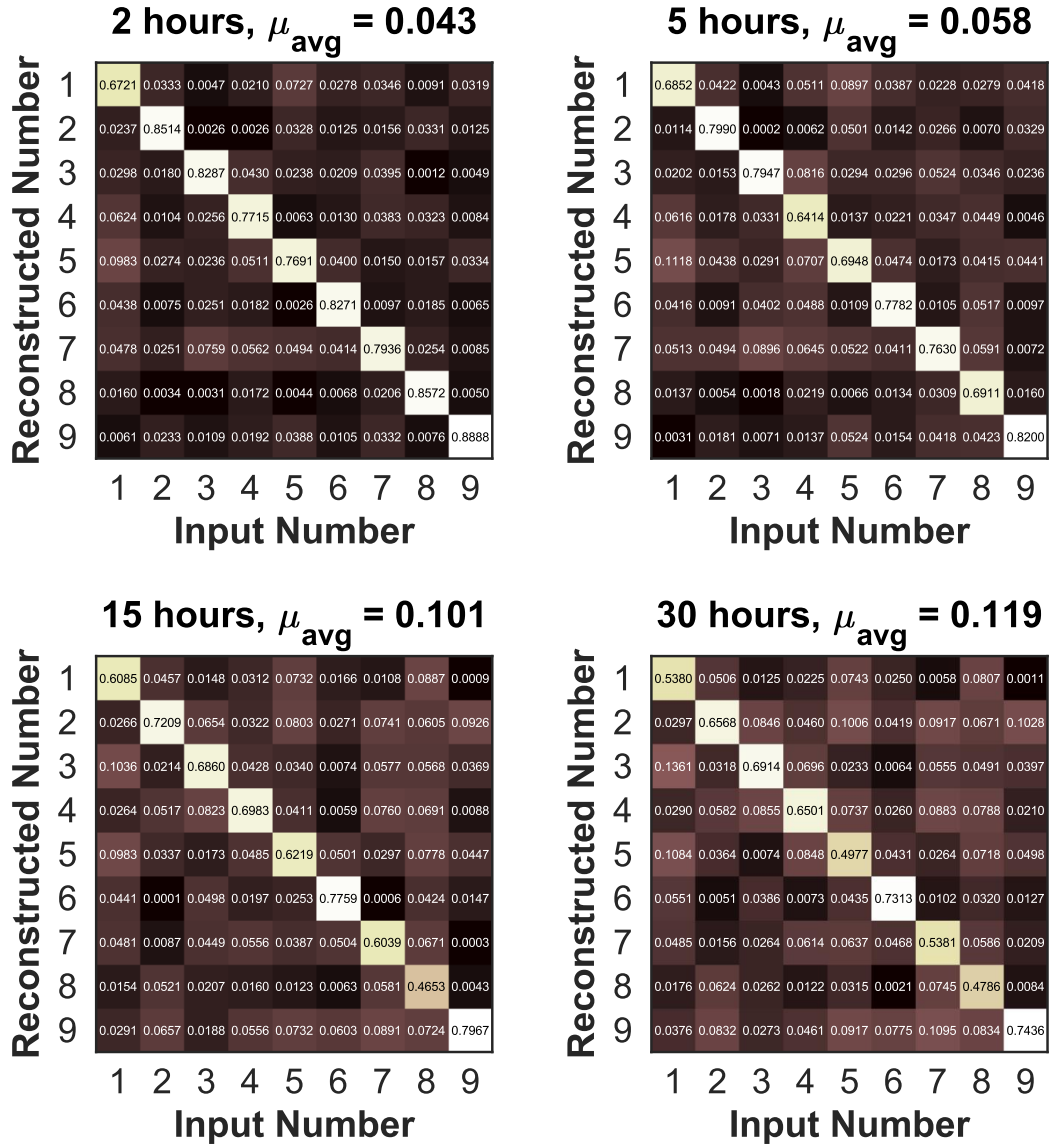 2 hours, μavg = 0.043
Reconstructed Number
1 0.6721 0.0333 0.0047 0.0210 0.0727 0.0278 0.0346 0.0091 0.0319
2 0.0237 0.8514 0.0026 0.0026 0.0328 0.0125 0.0156 0.0331 0.0125
3 0.0298 0.0180 0.8287 0.0430 0.0238 0.0209 0.0395 0.0012 0.0049
4 0.0624 0.0104 0.0256 0.7715 0.0063 0.0130 0.0383 0.0323 0.0084
5 0.0983 0.0274 0.0236 0.0511 0.7691 0.0400 0.0150 0.0157 0.0334
6 0.0438 0.0075 0.0251 0.0182 0.0026 0.8271 0.0097 0.0185 0.0065
7 0.0478 0.0251 0.0759 0.0562 0.0494 0.0414 0.7936 0.0254 0.0085
8 0.0160 0.0034 0.0031 0.0172 0.0044 0.0068 0.0206 0.8572 0.0050
9 0.0061 0.0233 0.0109 0.0192 0.0388 0.0105 0.0332 0.0076 0.8888
1 2 3 4 5 6 7 8 9
Input Number
5 hours, μavg = 0.058
Reconstructed Number
1 0.6852 0.0422 0.0043 0.0511 0.0897 0.0387 0.0228 0.0279 0.0418
2 0.0114 0.7990 0.0002 0.0062 0.0501 0.0142 0.0266 0.0070 0.0329
3 0.0202 0.0153 0.7947 0.0816 0.0294 0.0296 0.0524 0.0346 0.0236
4 0.0616 0.0178 0.0331 0.6414 0.0137 0.0221 0.0347 0.0449 0.0046
5 0.1118 0.0438 0.0291 0.0707 0.6948 0.0474 0.0173 0.0415 0.0441
6 0.0416 0.0091 0.0402 0.0488 0.0109 0.7782 0.0105 0.0517 0.0097
7 0.0513 0.0494 0.0896 0.0645 0.0522 0.0411 0.7630 0.0591 0.0072
8 0.0137 0.0054 0.0018 0.0219 0.0066 0.0134 0.0309 0.6911 0.0160
9 0.0031 0.0181 0.0071 0.0137 0.0524 0.0154 0.0418 0.0423 0.8200
1 2 3 4 5 6 7 8 9
Input Number
15 hours, μavg = 0.101
Reconstructed Number
1 0.6085 0.0457 0.0148 0.0312 0.0732 0.0166 0.0108 0.0887 0.0009
2 0.0266 0.7209 0.0654 0.0322 0.0803 0.0271 0.0741 0.0605 0.0926
3 0.1036 0.0214 0.6860 0.0428 0.0340 0.0074 0.0577 0.0568 0.0369
4 0.0264 0.0517 0.0823 0.6983 0.0411 0.0059 0.0760 0.0691 0.0088
5 0.0983 0.0337 0.0173 0.0485 0.6219 0.0501 0.0297 0.0778 0.0447
6 0.0441 0.0001 0.0498 0.0197 0.0253 0.7759 0.0006 0.0424 0.0147
7 0.0481 0.0087 0.0449 0.0556 0.0387 0.0504 0.6039 0.0671 0.0003
8 0.0154 0.0521 0.0207 0.0160 0.0123 0.0063 0.0581 0.4653 0.0043
9 0.0291 0.0657 0.0188 0.0556 0.0732 0.0603 0.0891 0.0724 0.7967
1 2 3 4 5 6 7 8 9
Input Number
30 hours, μavg = 0.119
Reconstructed Number
1 0.5380 0.0506 0.0125 0.0225 0.0743 0.0250 0.0058 0.0807 0.0011
2 0.0297 0.6568 0.0846 0.0460 0.1006 0.0419 0.0917 0.0671 0.1028
3 0.1361 0.0318 0.6914 0.0696 0.0233 0.0064 0.0555 0.0491 0.0397
4 0.0290 0.0582 0.0855 0.6501 0.0737 0.0260 0.0883 0.0788 0.0210
5 0.1084 0.0364 0.0074 0.0848 0.4977 0.0431 0.0264 0.0718 0.0498
6 0.0551 0.0051 0.0386 0.0073 0.0435 0.7313 0.0102 0.0320 0.0127
7 0.0485 0.0156 0.0264 0.0614 0.0637 0.0468 0.5381 0.0586 0.0209
8 0.0176 0.0624 0.0262 0.0122 0.0315 0.0021 0.0745 0.4786 0.0084
9 0.0376 0.0832 0.0273 0.0461 0.0917 0.0775 0.1095 0.0834 0.7436
1 2 3 4 5 6 7 8 9
Input Number